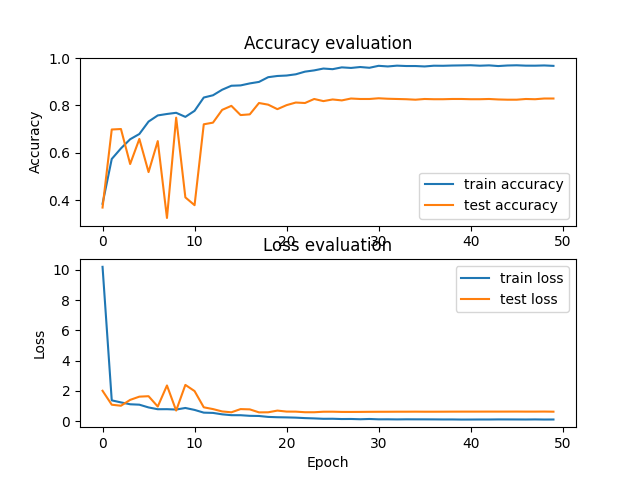 Accuracy evaluation
1.0
0.8
0.6
0.4
Accuracy
train accuracy
test accuracy
0 10 20 30 40 50
Loss evaluation
10
8
6
4
2
0
Loss
train loss
test loss
0 10 20 30 40 50
Epoch